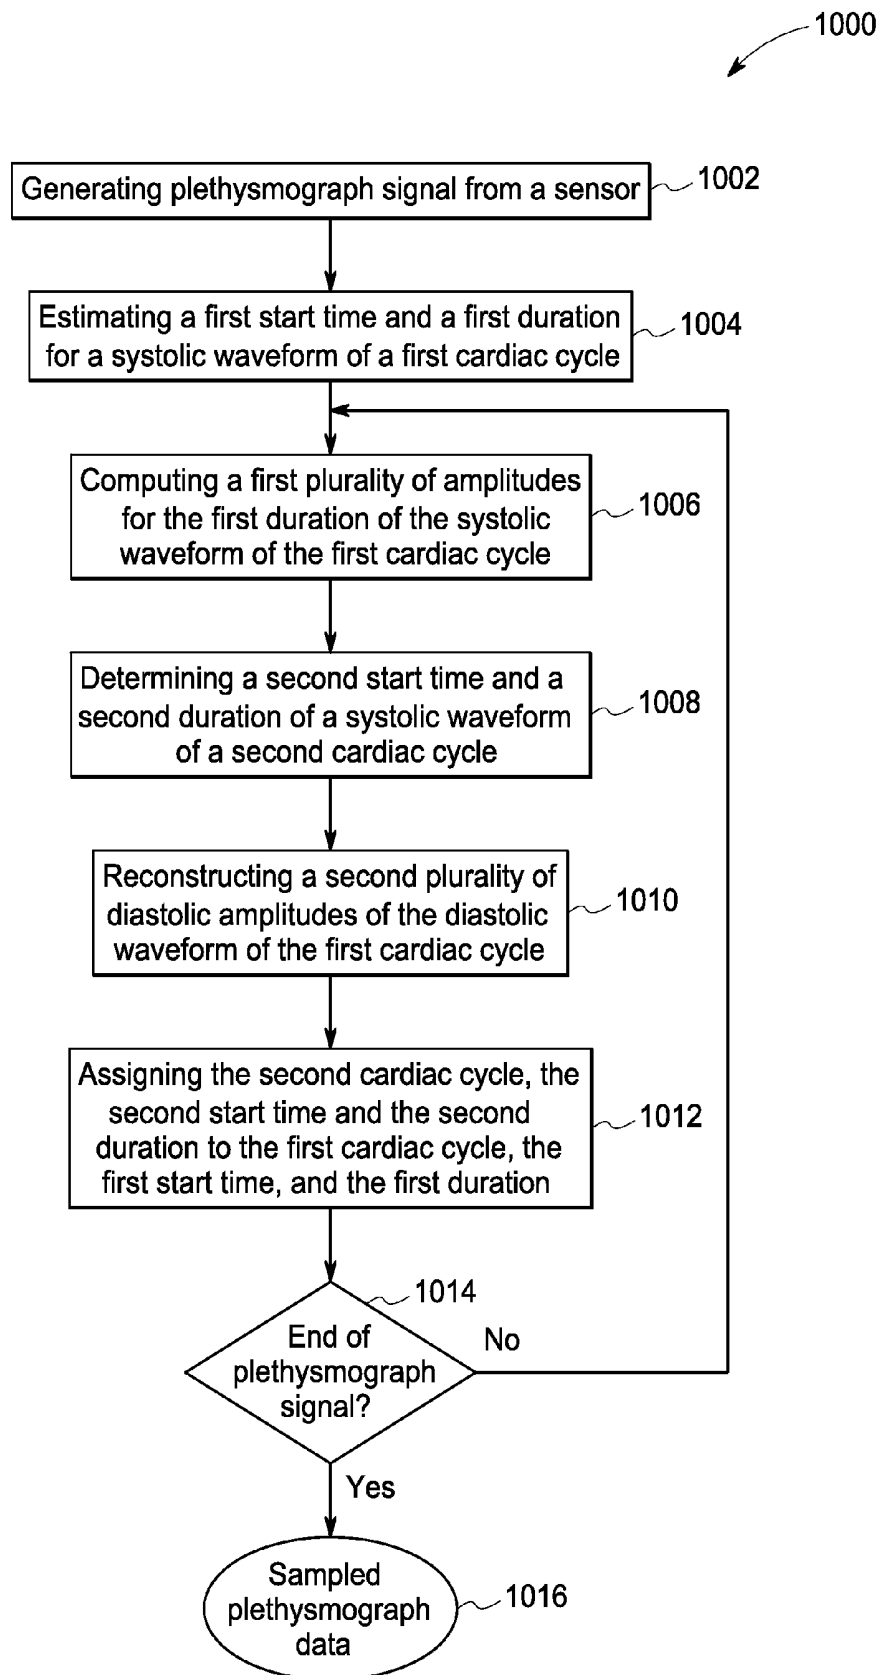 1000
Generating plethysmograph signal from a sensor
1002
Estimating a first start time and a first duration
for a systolic waveform of a first cardiac cycle
1004
Computing a first plurality of amplitudes
for the first duration of the systolic
waveform of the first cardiac cycle
1006
Determining a second start time and a
second duration of a systolic waveform
of a second cardiac cycle
1008
Reconstructing a second plurality of
diastolic amplitudes of the diastolic
waveform of the first cardiac cycle
1010
Assigning the second cardiac cycle, the
second start time and the second
duration to the first cardiac cycle, the
first start time, and the first duration
1012
1014
End of
plethysmograph
signal?
No
Yes
Sampled
plethysmograph
data
1016